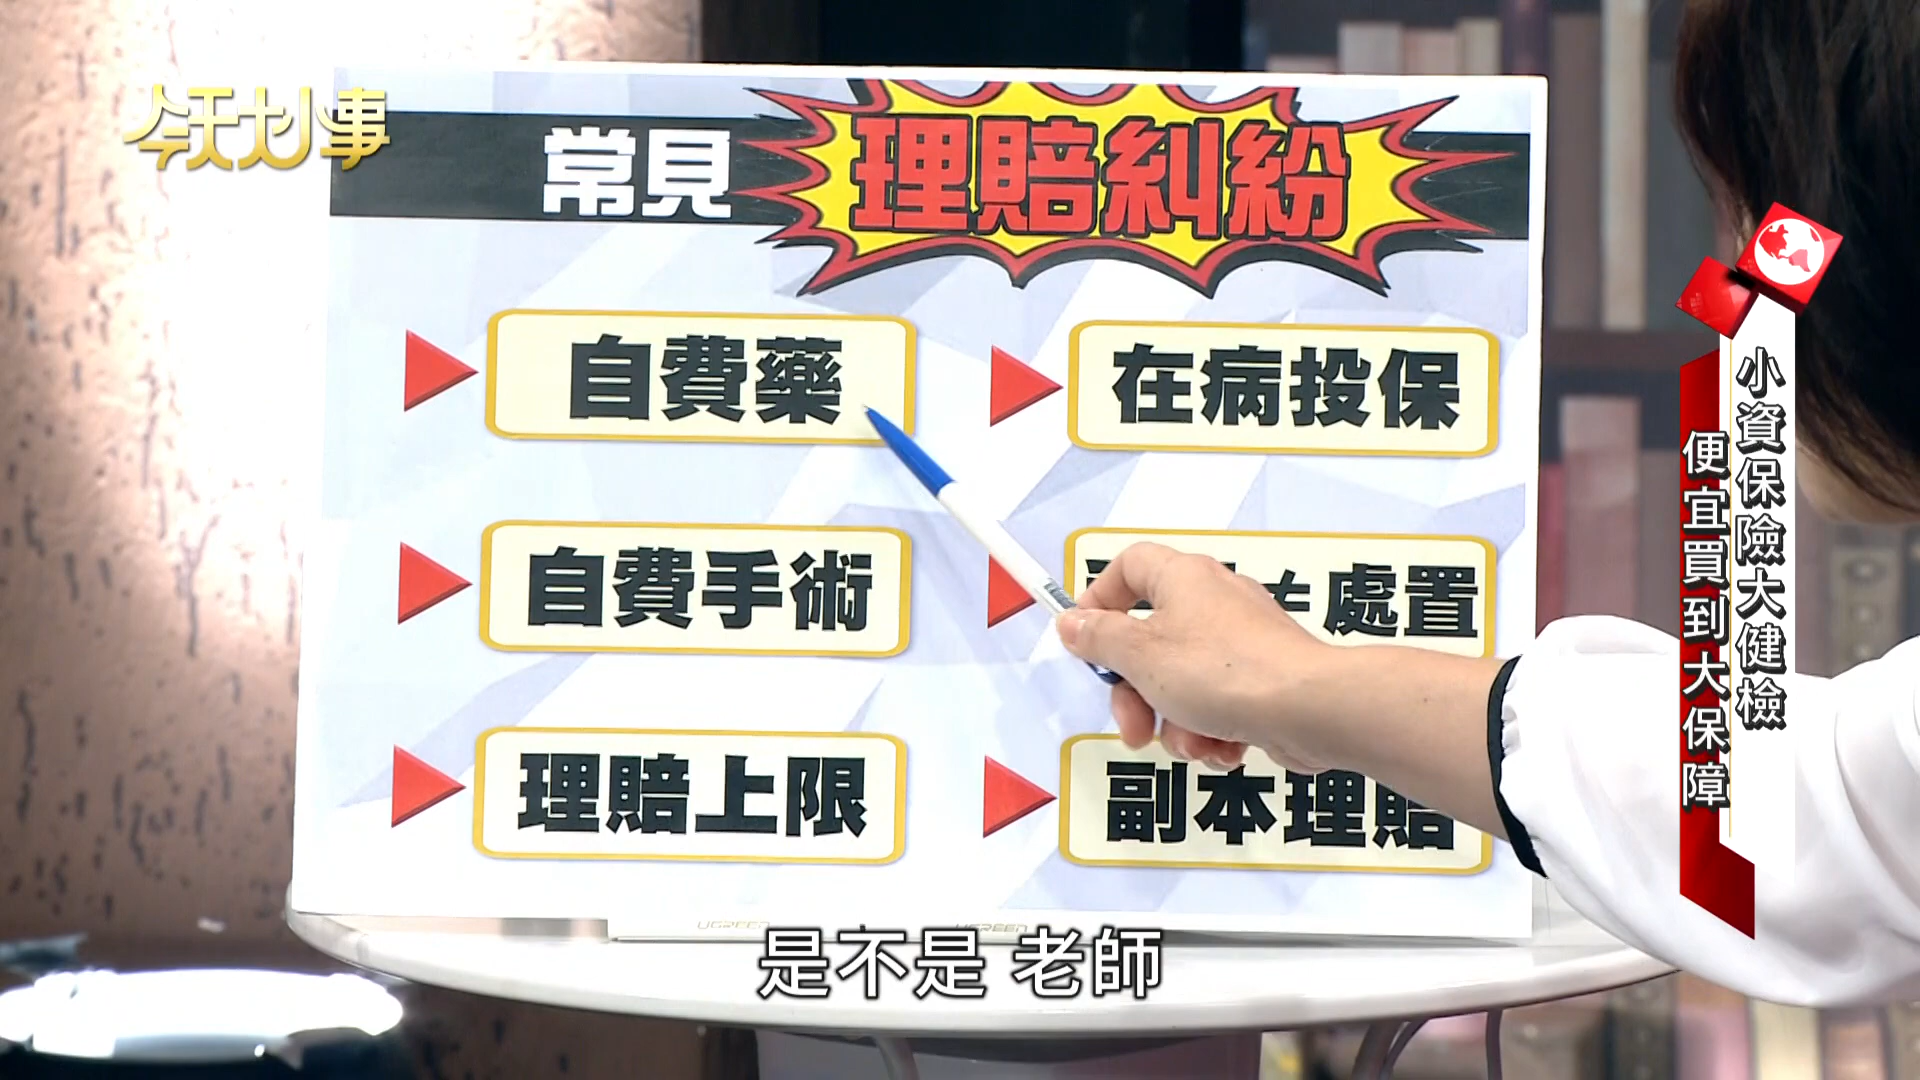 今天大小事
常見 理賠糾紛
自費藥
在病投保
自費手術
≠處置
理賠上限
副本理賠
小資保險大健檢
便宜買到大保障
UGREEN
UGREEN
是不是 老師